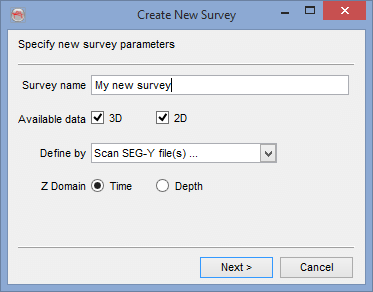 Create New Survey
Specify new survey parameters
Survey name My new survey
Available data 3D 2D
Define by Scan SEG-Y file(s) ...
Z Domain Time Depth
Next > Cancel